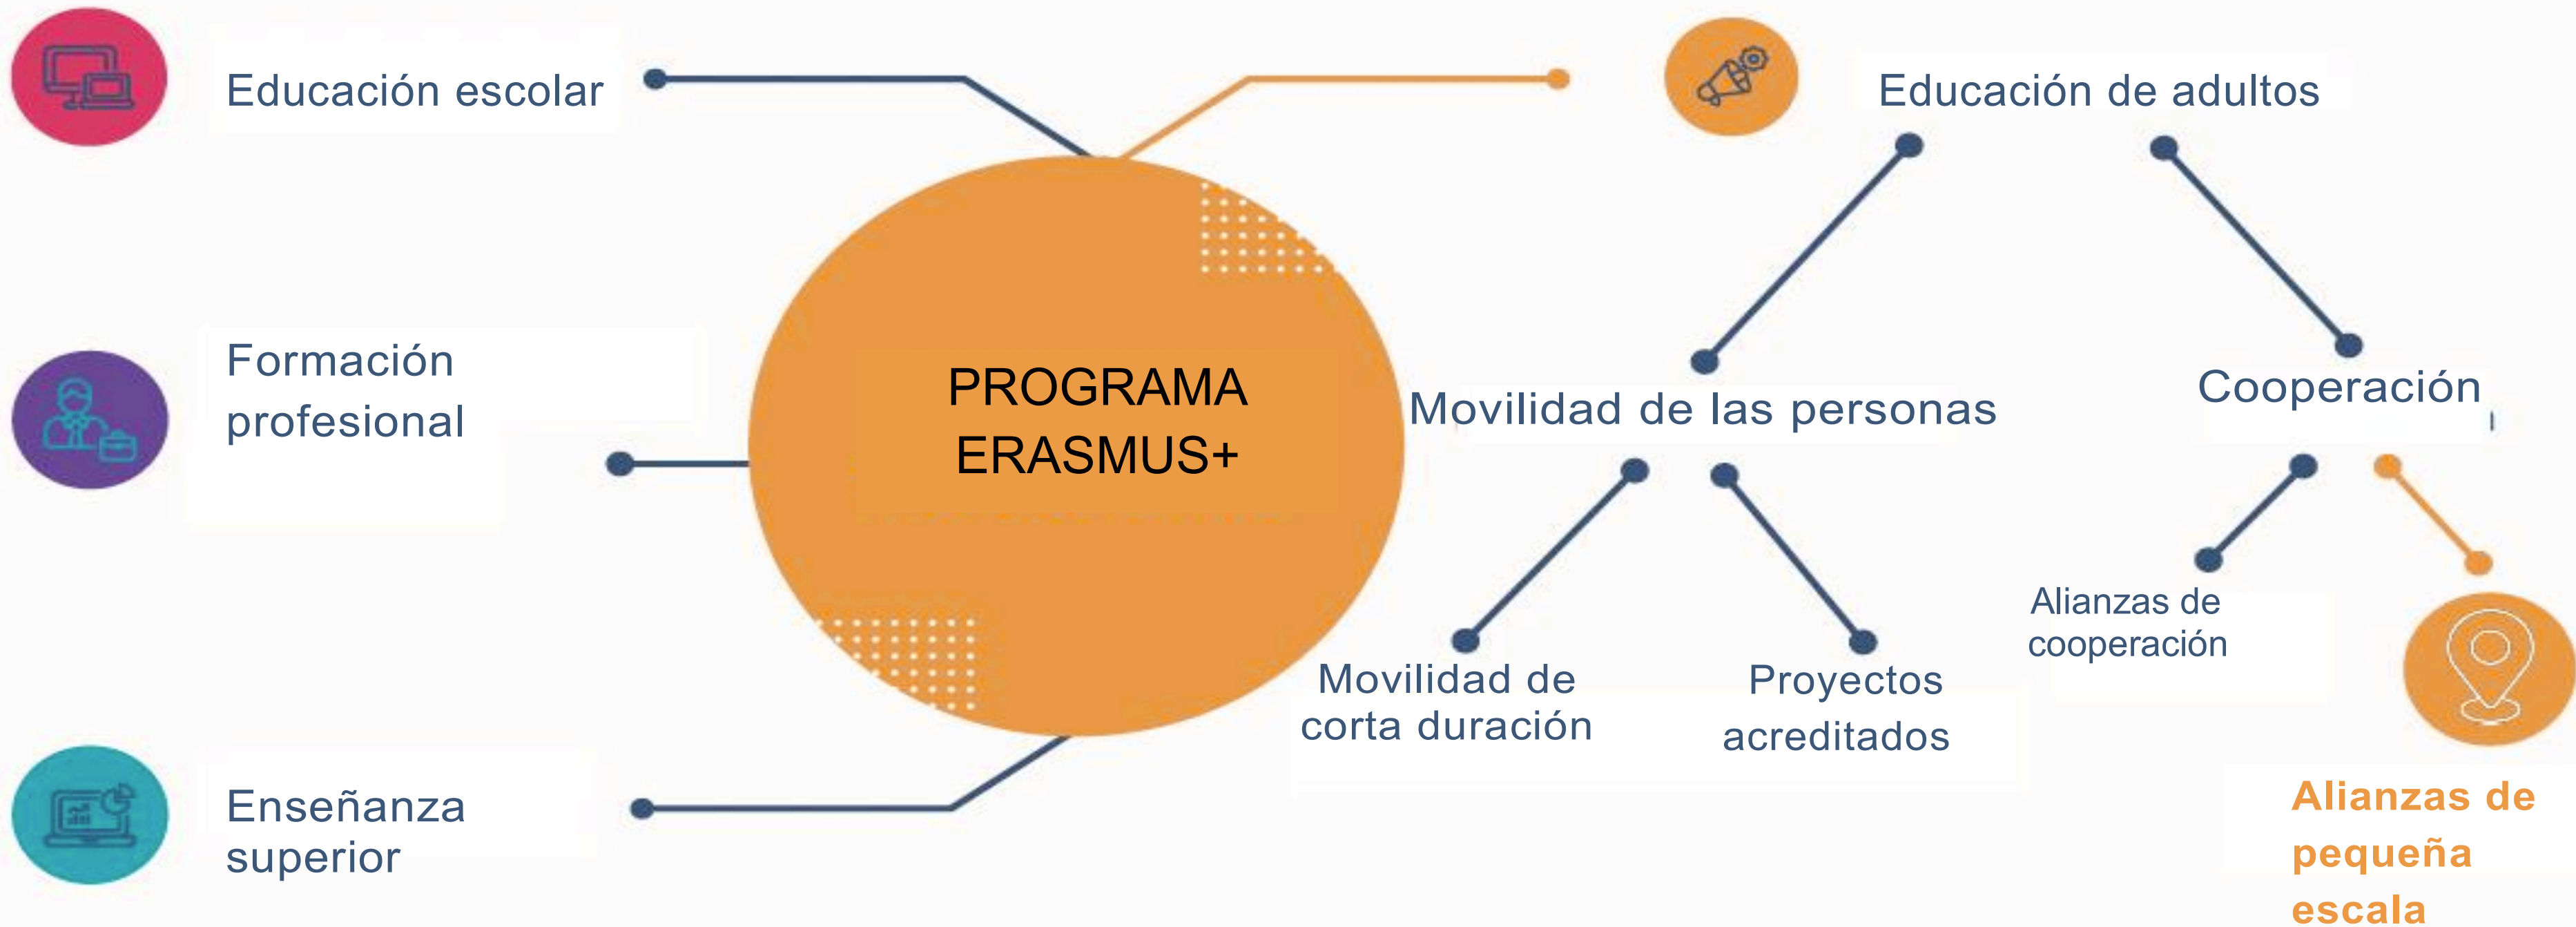 Educación escolar
Formación
profesional
Enseñanza
superior
PROGRAMA
ERASMUS+
Educación de adultos
Movilidad de las personas
Cooperación
Movilidad de
corta duración
Proyectos
acreditados
Alianzas de
cooperación
Alianzas de
pequeña
escala